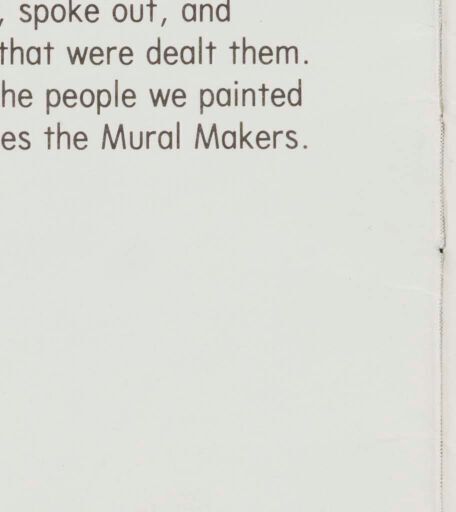 , spoke out, and
that were dealt them.
he people we painted
es the Mural Makers.